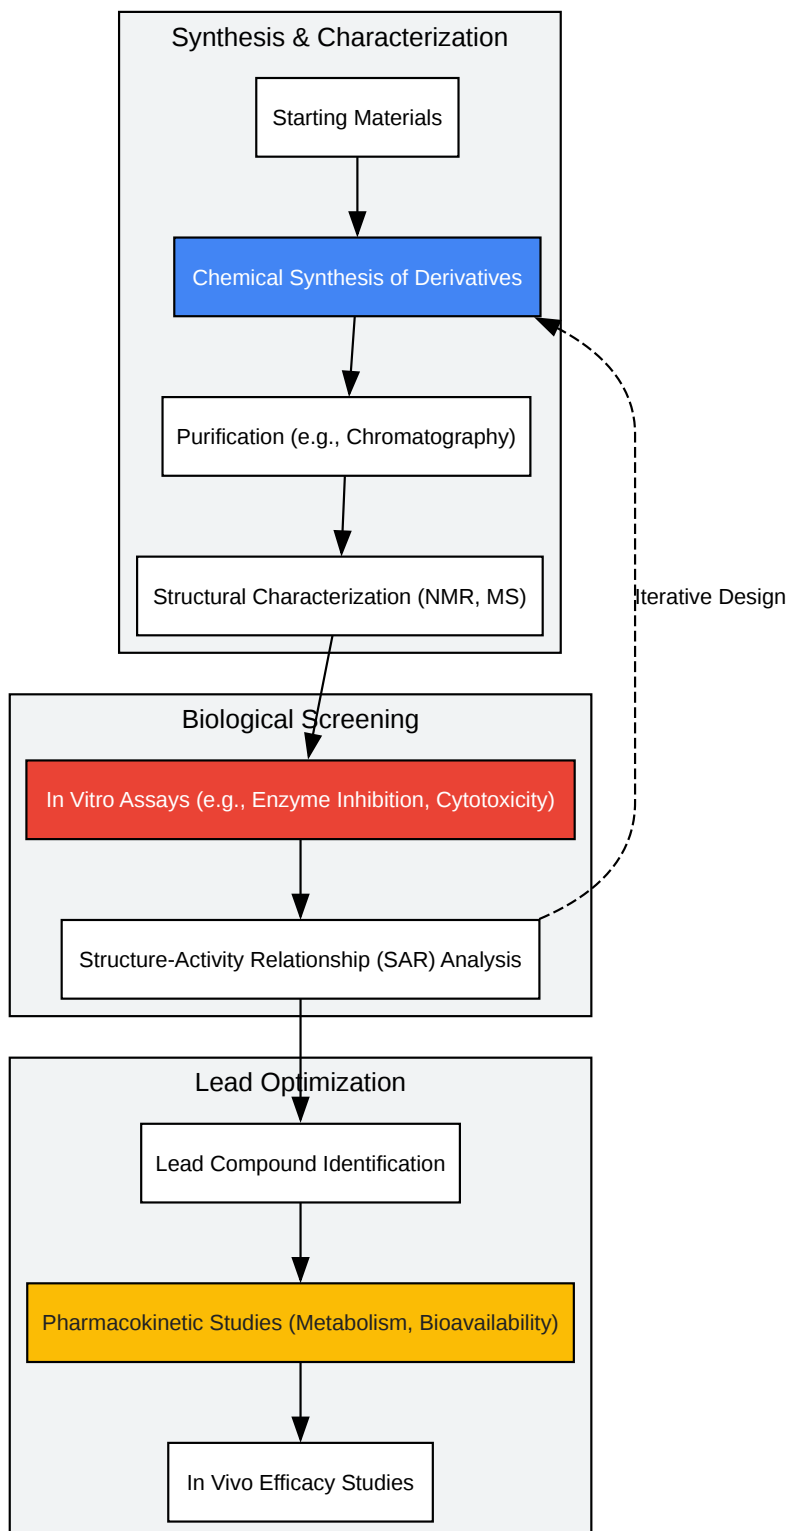 Synthesis & Characterization
Starting Materials
Chemical Synthesis of Derivatives
Purification (e.g., Chromatography)
Structural Characterization (NMR, MS)
Iterative Design
Biological Screening
In Vitro Assays (e.g., Enzyme Inhibition, Cytotoxicity)
Structure-Activity Relationship (SAR) Analysis
Lead Optimization
Lead Compound Identification
Pharmacokinetic Studies (Metabolism, Bioavailability)
In Vivo Efficacy Studies